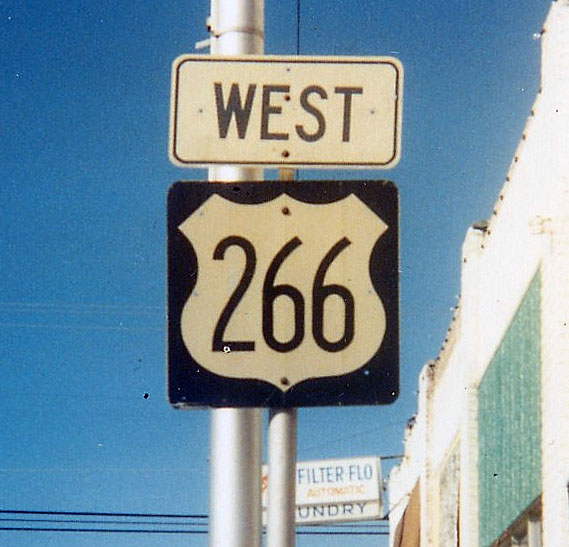 WEST
266
FILTER-FLO
AUTOMATIC
UNDRY